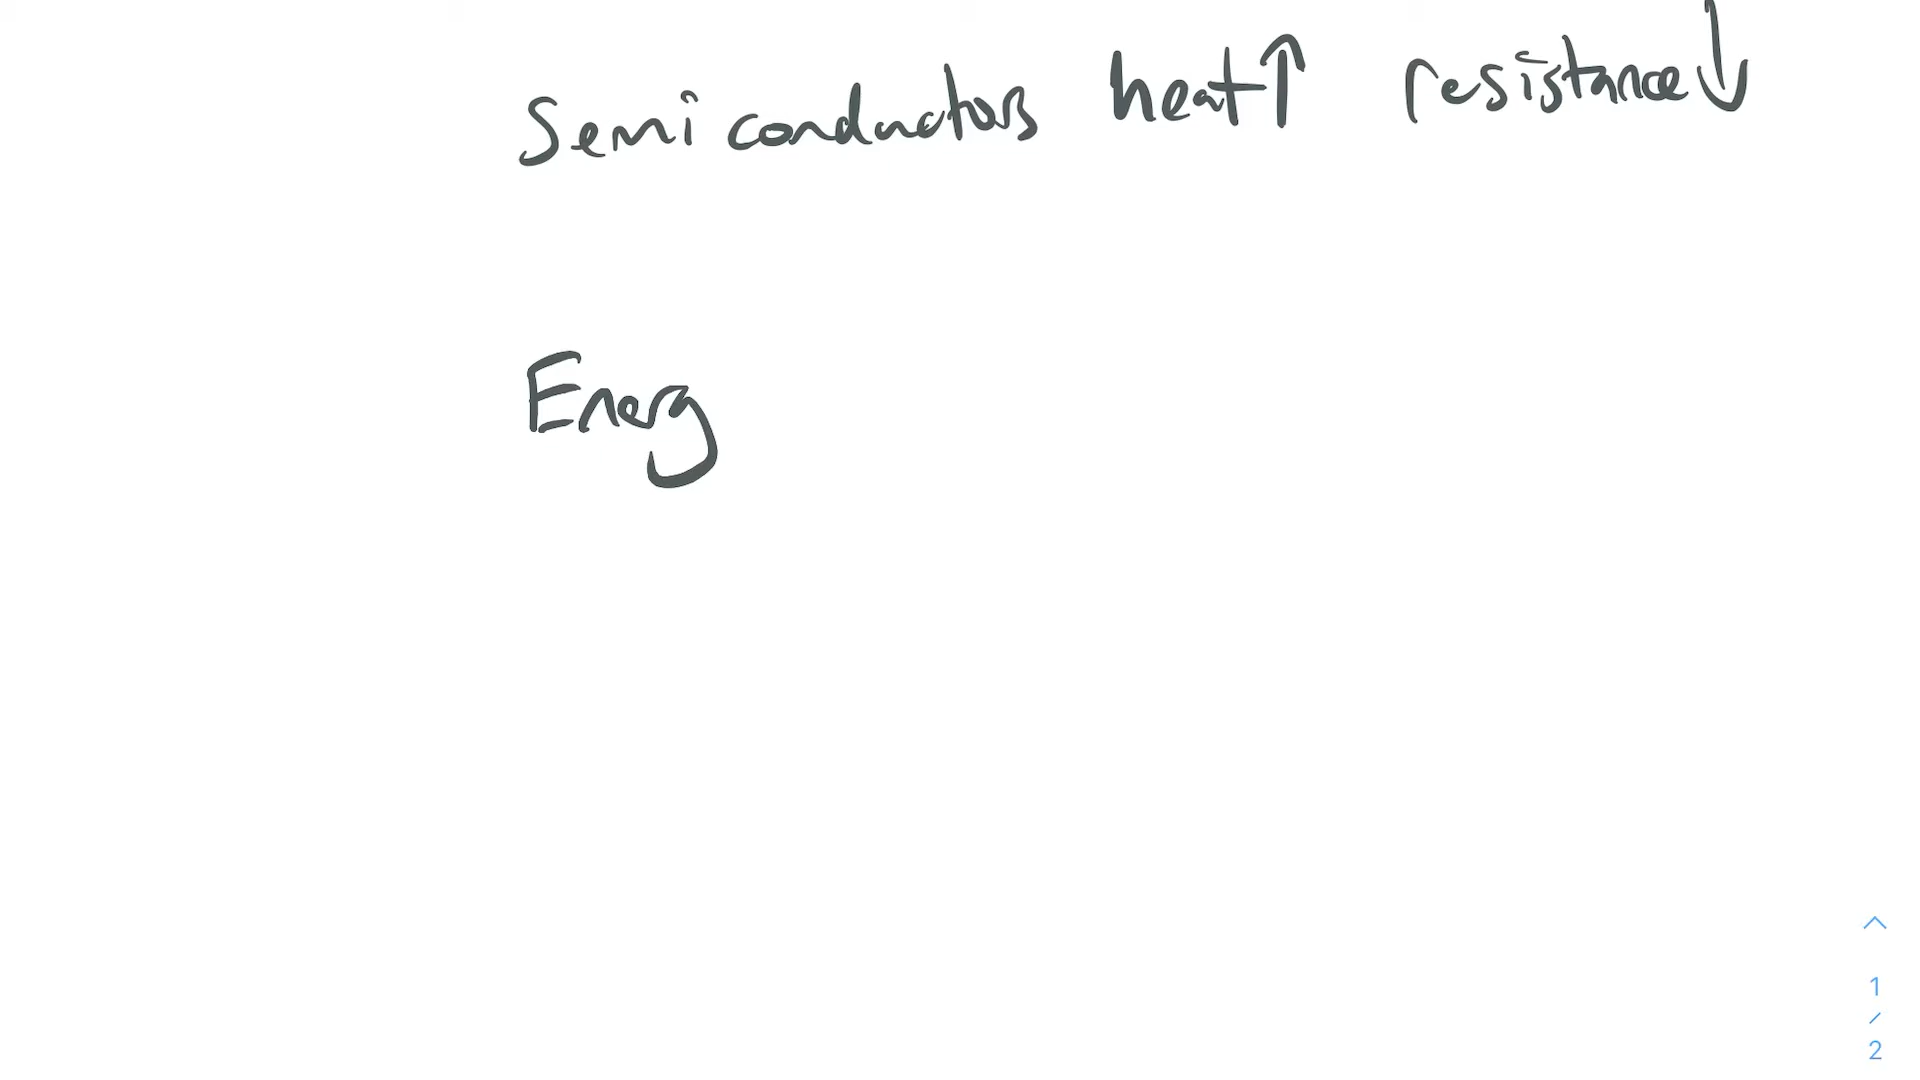 Semiconductors heat↑ resistance↓
Energ
1
/
2